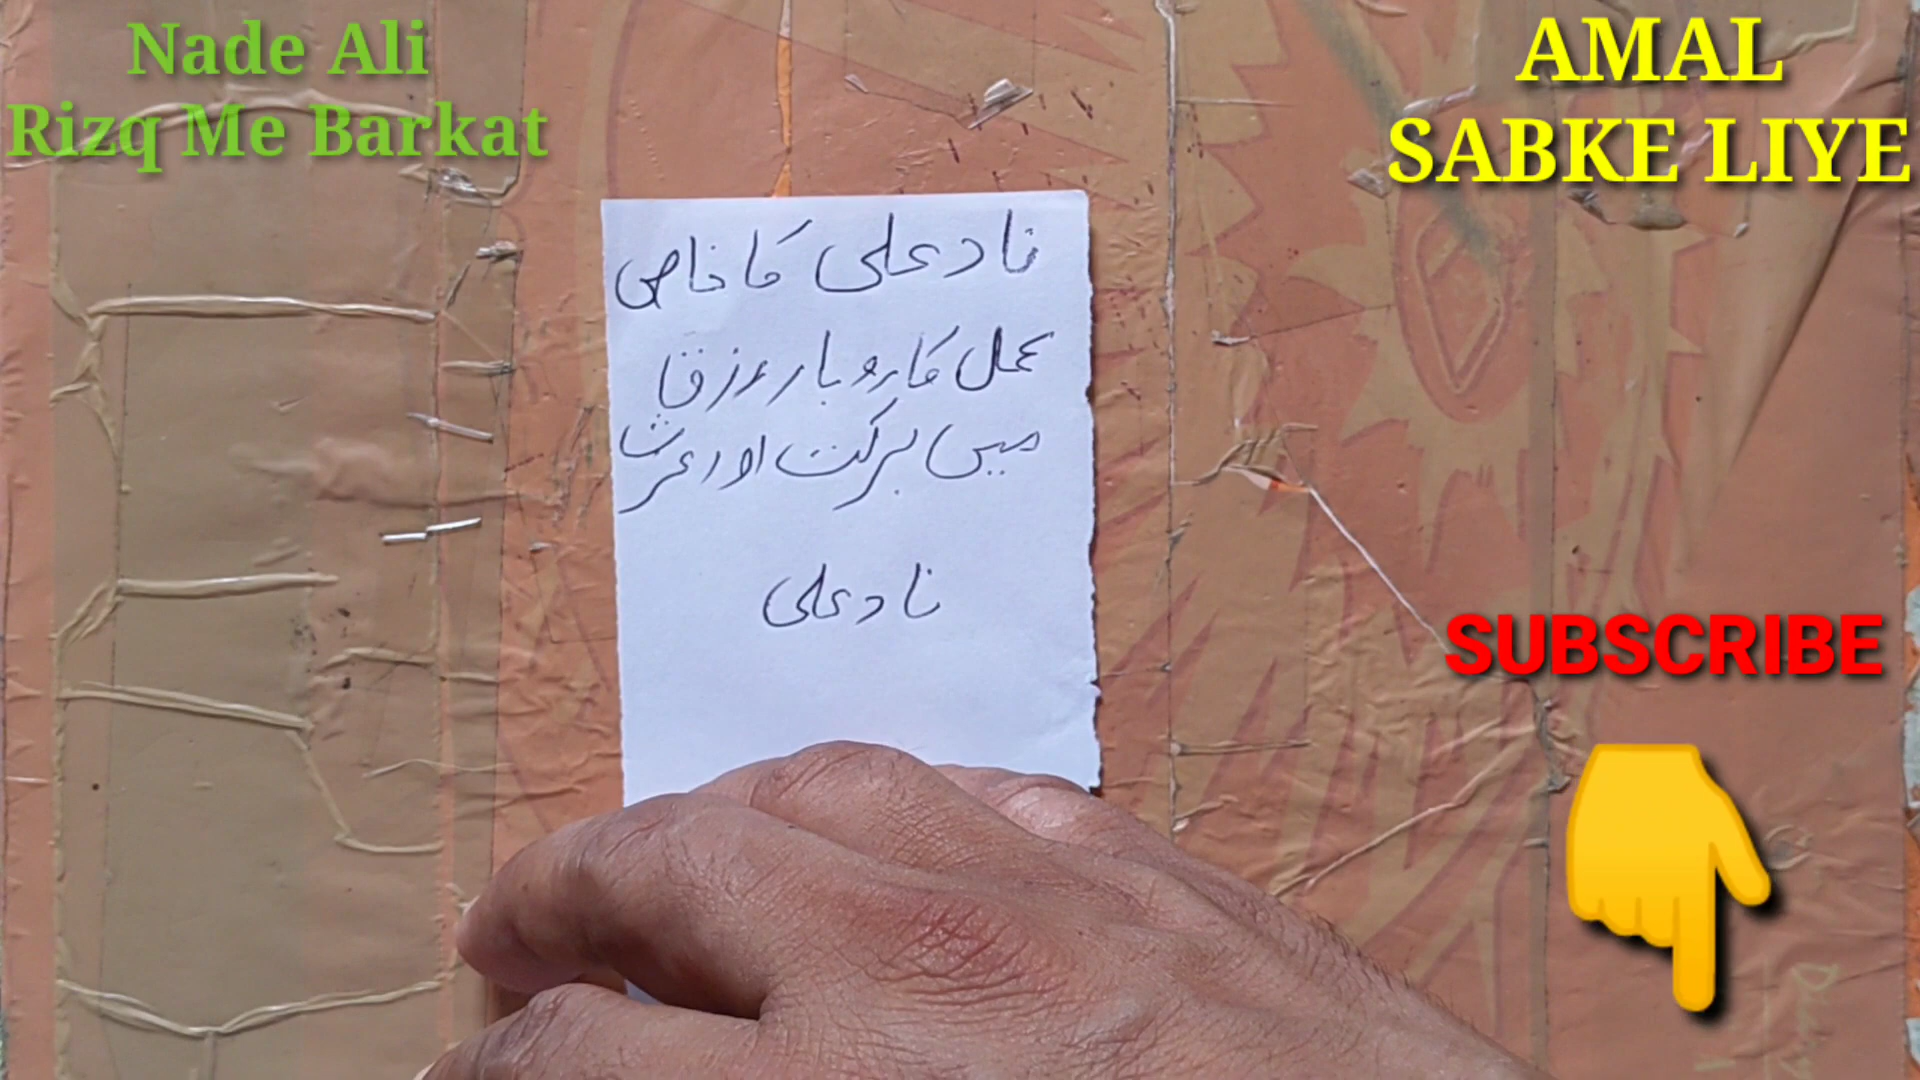 Nade Ali
Rizq Me Barkat
AMAL
SABKE LIYE
ناد علی کا خاص
عمل کاروبار رزق
میں برکت اور عزت
ناد علی
SUBSCRIBE